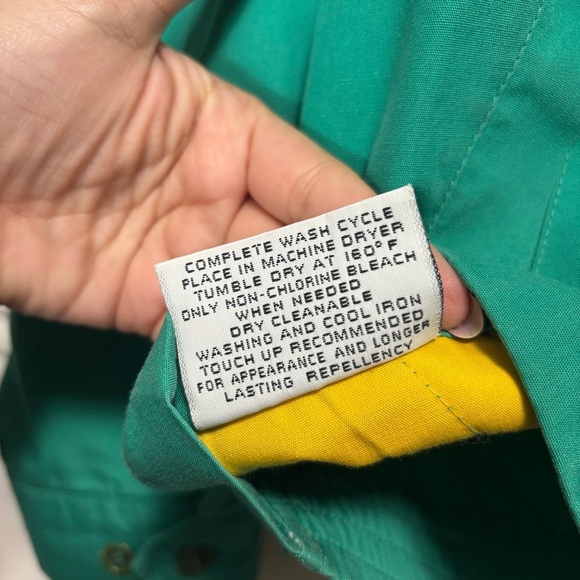 COMPLETE WASH CYCLE
PLACE IN MACHINE DRYER
TUMBLE DRY AT 160° F
ONLY NON-CHLORINE BLEACH
WHEN NEEDED
DRY CLEANABLE
WASHING AND COOL IRON
TOUCH UP RECOMMENDED
FOR APPEARANCE AND LONGER
LASTING REPELLENCY